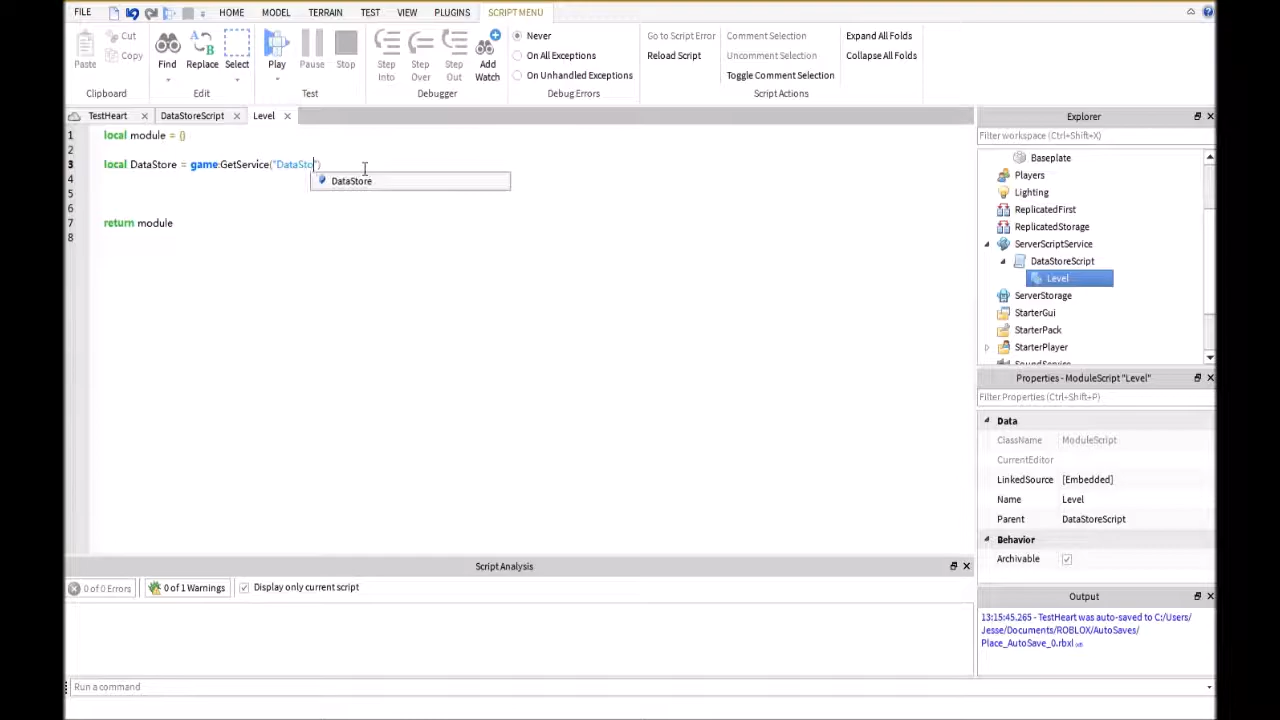 FILE HOME MODEL TERRAIN TEST VIEW PLUGINS SCRIPT MENU
Paste
Cut
Copy
Clipboard
Find
Replace
Select
Edit
Play
Pause
Stop
Test
Step Into
Step Over
Step Out
Add Watch
Debugger
Never
On All Exceptions
On Unhandled Exceptions
Debug Errors
Go to Script Error
Reload Script
Comment Selection
Uncomment Selection
Toggle Comment Selection
Script Actions
Expand All Folds
Collapse All Folds
TestHeart DataStoreScript Level
1 local module = {}
2
3 local DataStore = game:GetService("DataSto")
DataStore
4
5
6
7 return module
8
Explorer
Filter workspace (Ctrl+Shift+X)
Baseplate
Players
Lighting
ReplicatedFirst
ReplicatedStorage
ServerScriptService
DataStoreScript
Level
ServerStorage
StarterGui
StarterPack
StarterPlayer
SoundService
Properties - ModuleScript "Level"
Filter Properties (Ctrl+Shift+P)
Data
ClassName ModuleScript
CurrentEditor
LinkedSource [Embedded]
Name Level
Parent DataStoreScript
Behavior
Archivable
Output
13:15:45.265 - TestHeart was auto-saved to C:/Users/
Jesse/Documents/ROBLOX/AutoSaves/
Place_AutoSave_0.rbxl
Script Analysis
0 of 0 Errors 0 of 1 Warnings Display only current script
Run a command